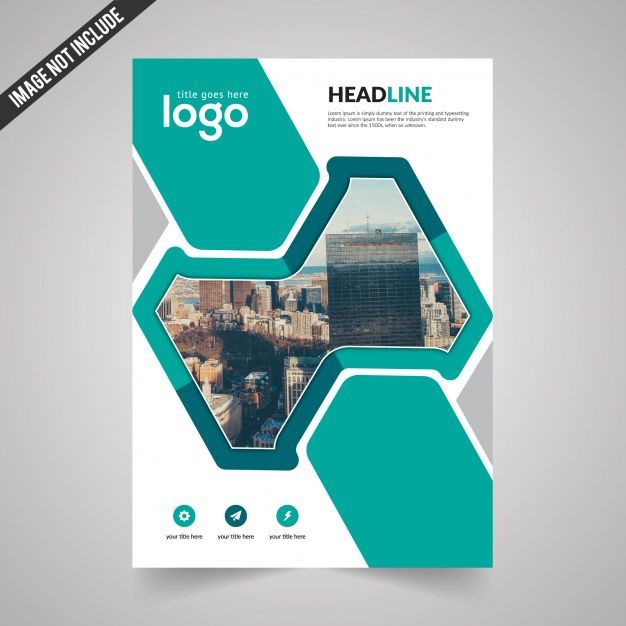 IMAGE NOT INCLUDE
title goes here
logo
HEADLINE
Lorem Ipsum is simply dummy text of the printing and typesetting
industry. Lorem Ipsum has been the industry's standard dummy text
ever since the 1500s, when an unknown.
your title here
your title here
your title here